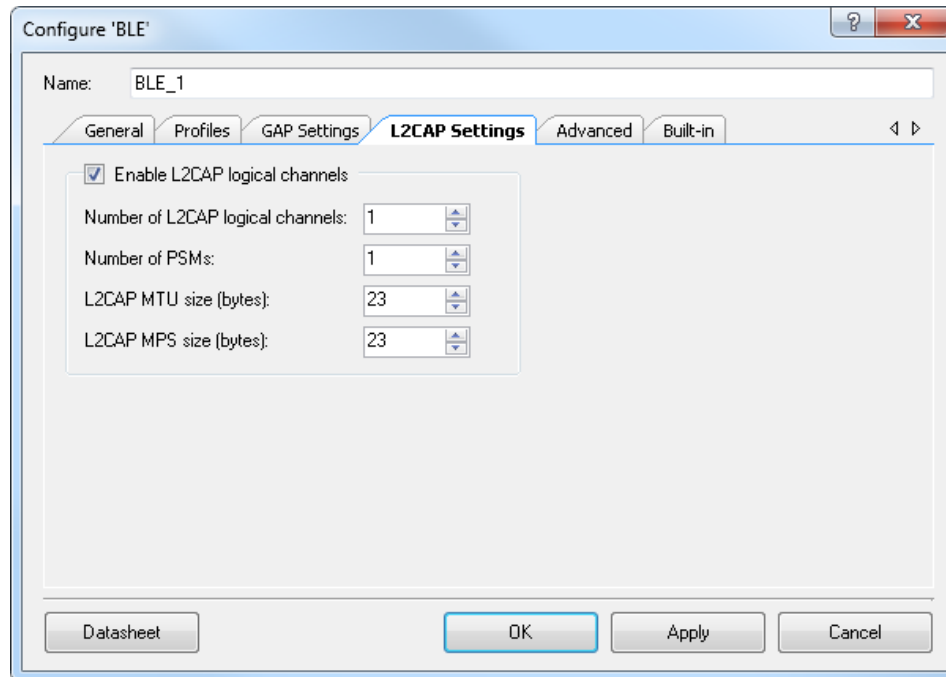 Configure 'BLE'
Name: BLE_1
General Profiles GAP Settings L2CAP Settings Advanced Built-in
Enable L2CAP logical channels
Number of L2CAP logical channels: 1
Number of PSMs: 1
L2CAP MTU size (bytes): 23
L2CAP MPS size (bytes): 23
Datasheet OK Apply Cancel